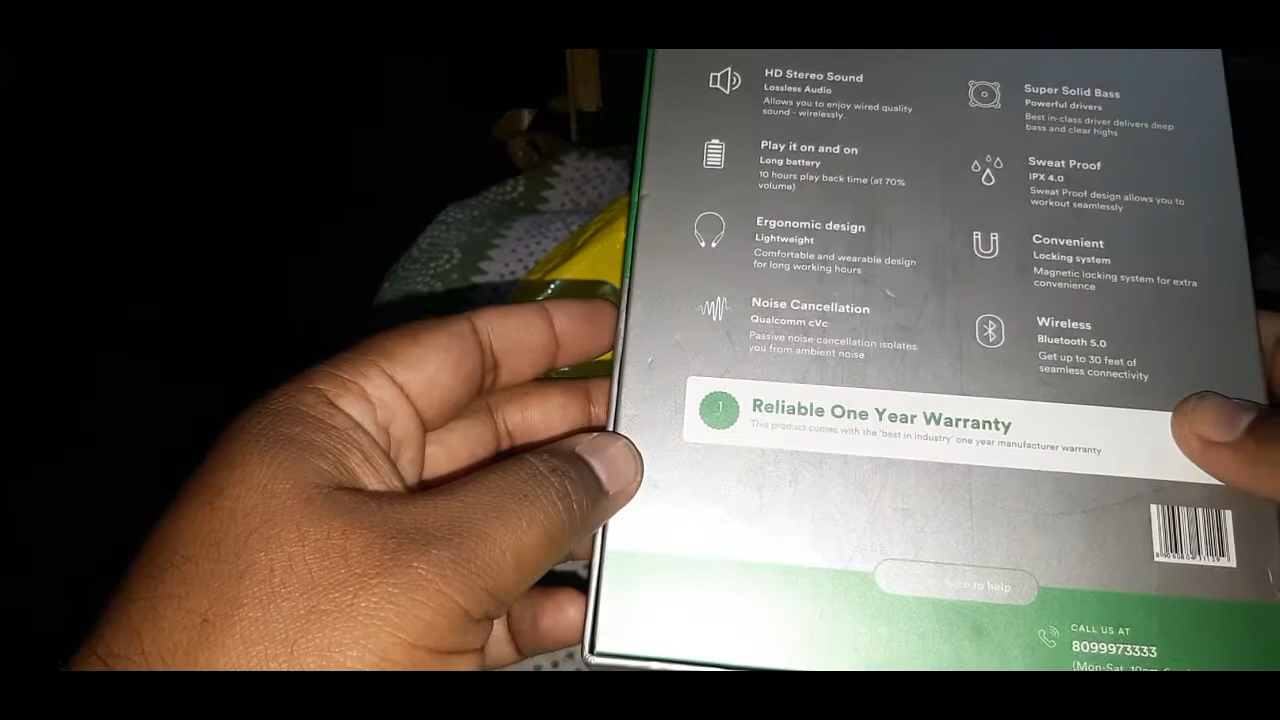 HD Stereo Sound
Lossless Audio
Allows you to enjoy wired quality
sound - wirelessly.
Play it on and on
Long battery
10 hours play back time (at 70%
volume)
Ergonomic design
Lightweight
Comfortable and wearable design
for long working hours
Noise Cancellation
Qualcomm cVc
Passive noise cancellation isolates
you from ambient noise
Super Solid Bass
Powerful drivers
Best in-class driver delivers deep
bass and clear highs
Sweat Proof
IPX 4.0
Sweat Proof design allows you to
workout seamlessly
Convenient
Locking system
Magnetic locking system for extra
convenience
Wireless
Bluetooth 5.0
Get up to 30 feet of
seamless connectivity
1
Reliable One Year Warranty
This product comes with the 'best in industry' one year manufacturer warranty
to help
CALL US AT
8099973333
(Mon-Sat, 10am